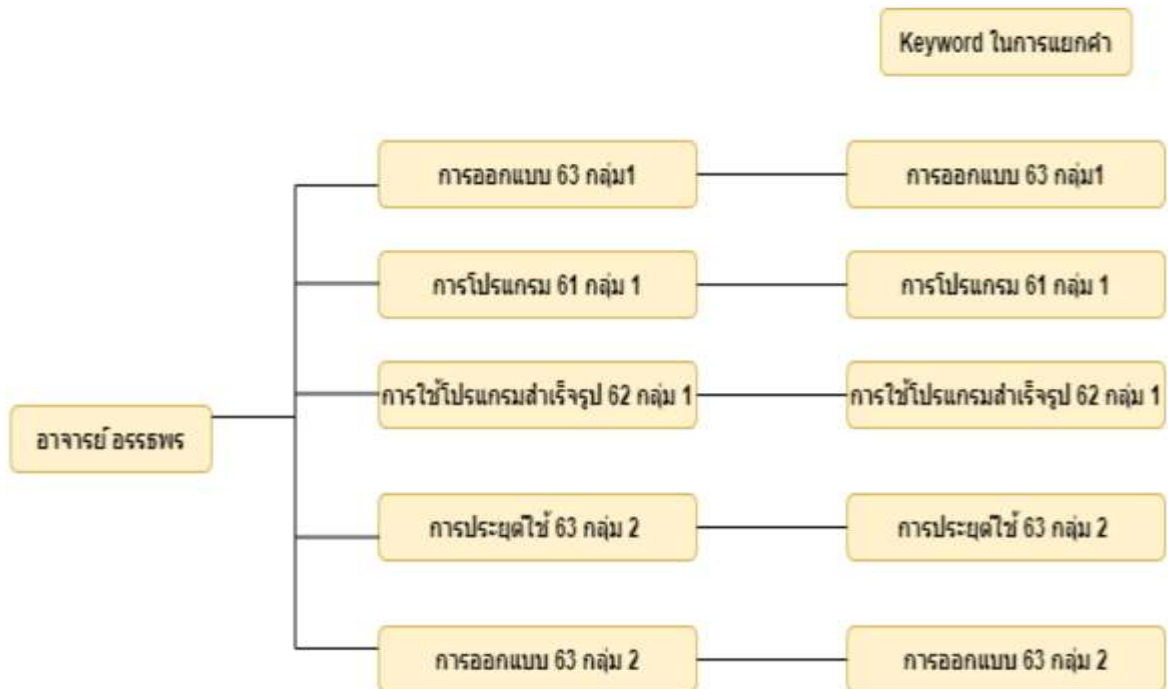 Keyword ในการแยกคำ
การออกแบบ 63 กลุ่ม1
การออกแบบ 63 กลุ่ม1
การโปรแกรม 61 กลุ่ม 1
การโปรแกรม 61 กลุ่ม 1
การใช้โปรแกรมสำเร็จรูป 62 กลุ่ม 1
การใช้โปรแกรมสำเร็จรูป 62 กลุ่ม 1
อาจารย์ อรรธพร
การประยุต์ใช้ 63 กลุ่ม 2
การประยุต์ใช้ 63 กลุ่ม 2
การออกแบบ 63 กลุ่ม 2
การออกแบบ 63 กลุ่ม 2